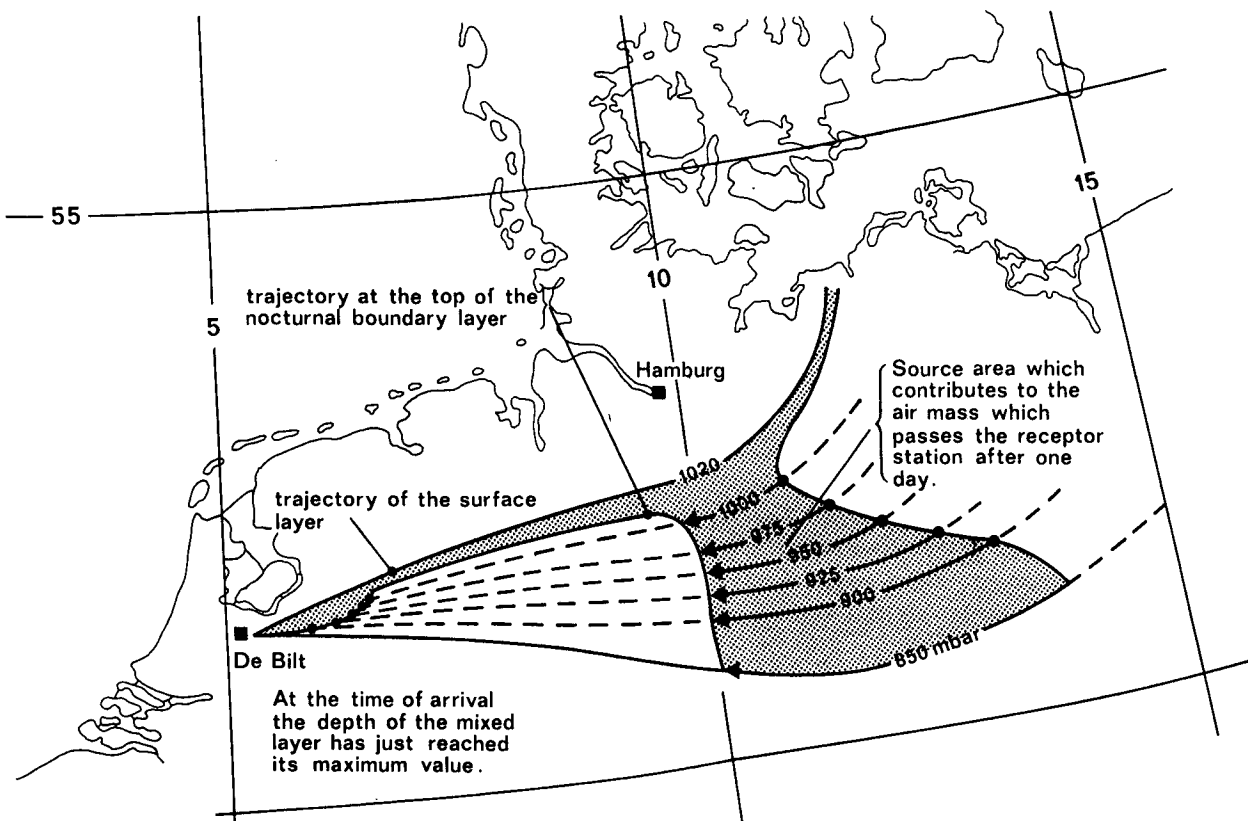 55
15
10
5
trajectory at the top of the
nocturnal boundary layer
Hamburg
Source area which
contributes to the
air mass which
passes the receptor
station after one
day.
trajectory of the surface
layer
1020
1000
975
950
925
900
850 mbar
De Bilt
At the time of arrival
the depth of the mixed
layer has just reached
its maximum value.